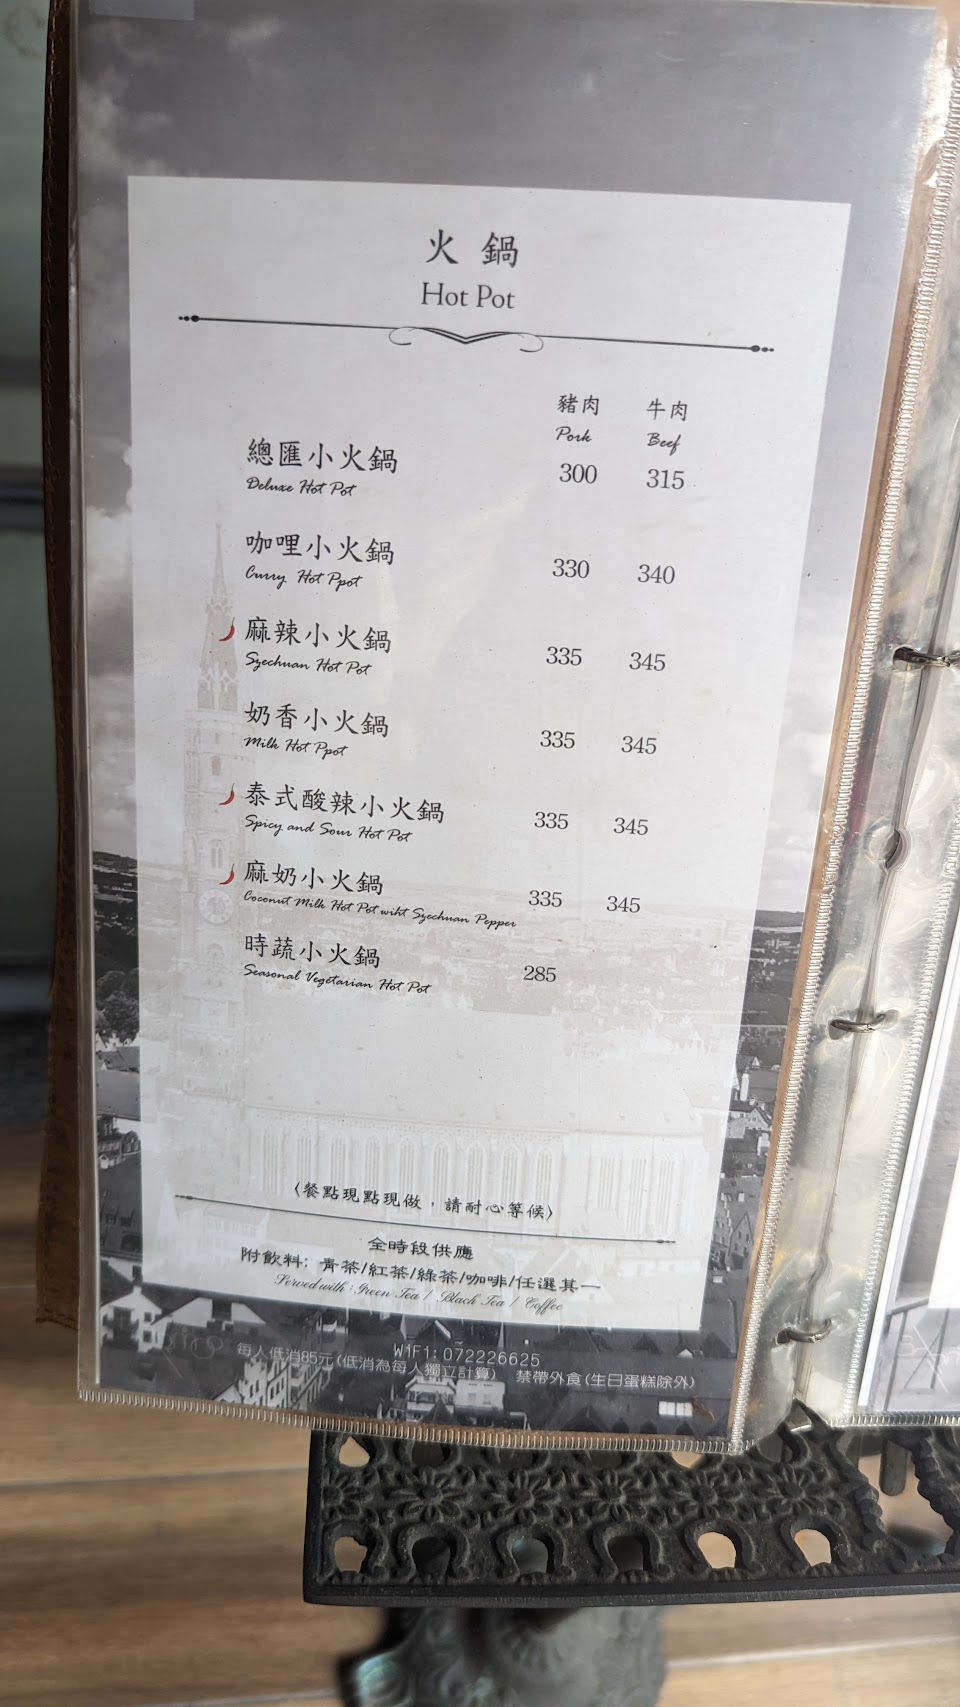 火鍋
Hot Pot
豬肉 牛肉
Pork Beef
總匯小火鍋 300 315
Deluxe Hot Pot
咖哩小火鍋 330 340
Curry Hot Ppot
麻辣小火鍋 335 345
Szechuan Hot Pot
奶香小火鍋 335 345
Milk Hot Ppot
泰式酸辣小火鍋 335 345
Spicy and Sour Hot Pot
麻奶小火鍋 335 345
Coconut Milk Hot Pot wiht Szechuan Pepper
時蔬小火鍋 285
Seasonal Vegetarian Hot Pot
〈餐點現點現做，請耐心等候〉
全時段供應
附飲料: 青茶/紅茶/綠茶/咖啡/任選其一
Served with : Green Tea / Black Tea / Coffee
WiFi: 072226625
每人低消85元(低消為每人獨立計算) 禁帶外食(生日蛋糕除外)